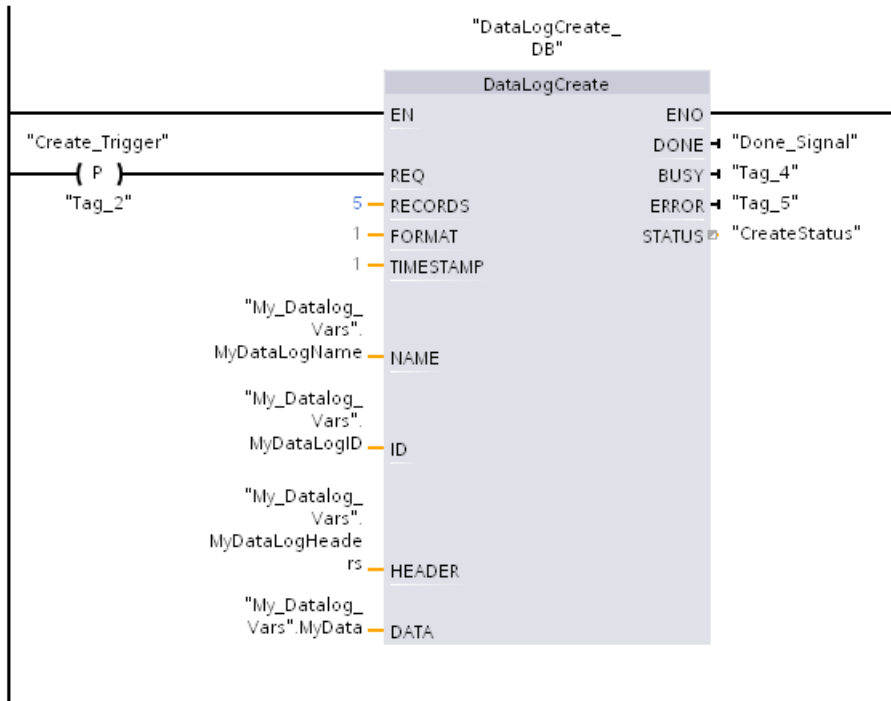 "DataLogCreate_
DB"
DataLogCreate
EN
ENO
"Create_Trigger"
DONE
"Done_Signal"
P
REQ
BUSY
"Tag_4"
"Tag_2"
5
RECORDS
ERROR
"Tag_5"
1
FORMAT
STATUS
"CreateStatus"
1
TIMESTAMP
"My_Datalog_
Vars".
MyDataLogName
NAME
"My_Datalog_
Vars".
MyDataLogID
ID
"My_Datalog_
Vars".
MyDataLogHeade
rs
HEADER
"My_Datalog_
Vars".MyData
DATA